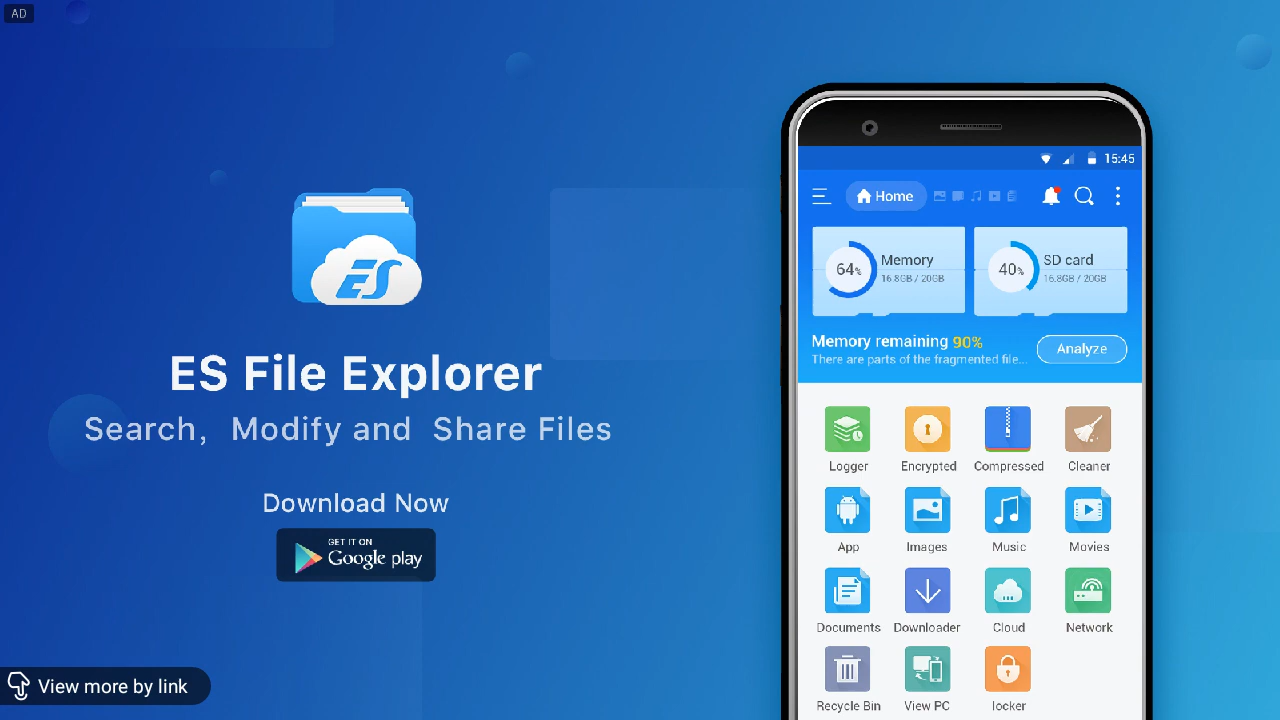 AD
ES
ES File Explorer
Search, Modify and Share Files
Download Now
GET IT ON
Google play
View more by link
15:45
Home
64%
Memory
16.8GB / 20GB
40%
SD card
16.8GB / 20GB
Memory remaining 90%
There are parts of the fragmented file...
Analyze
Logger
Encrypted
Compressed
Cleaner
App
Images
Music
Movies
Documents
Downloader
Cloud
Network
Recycle Bin
View PC
locker